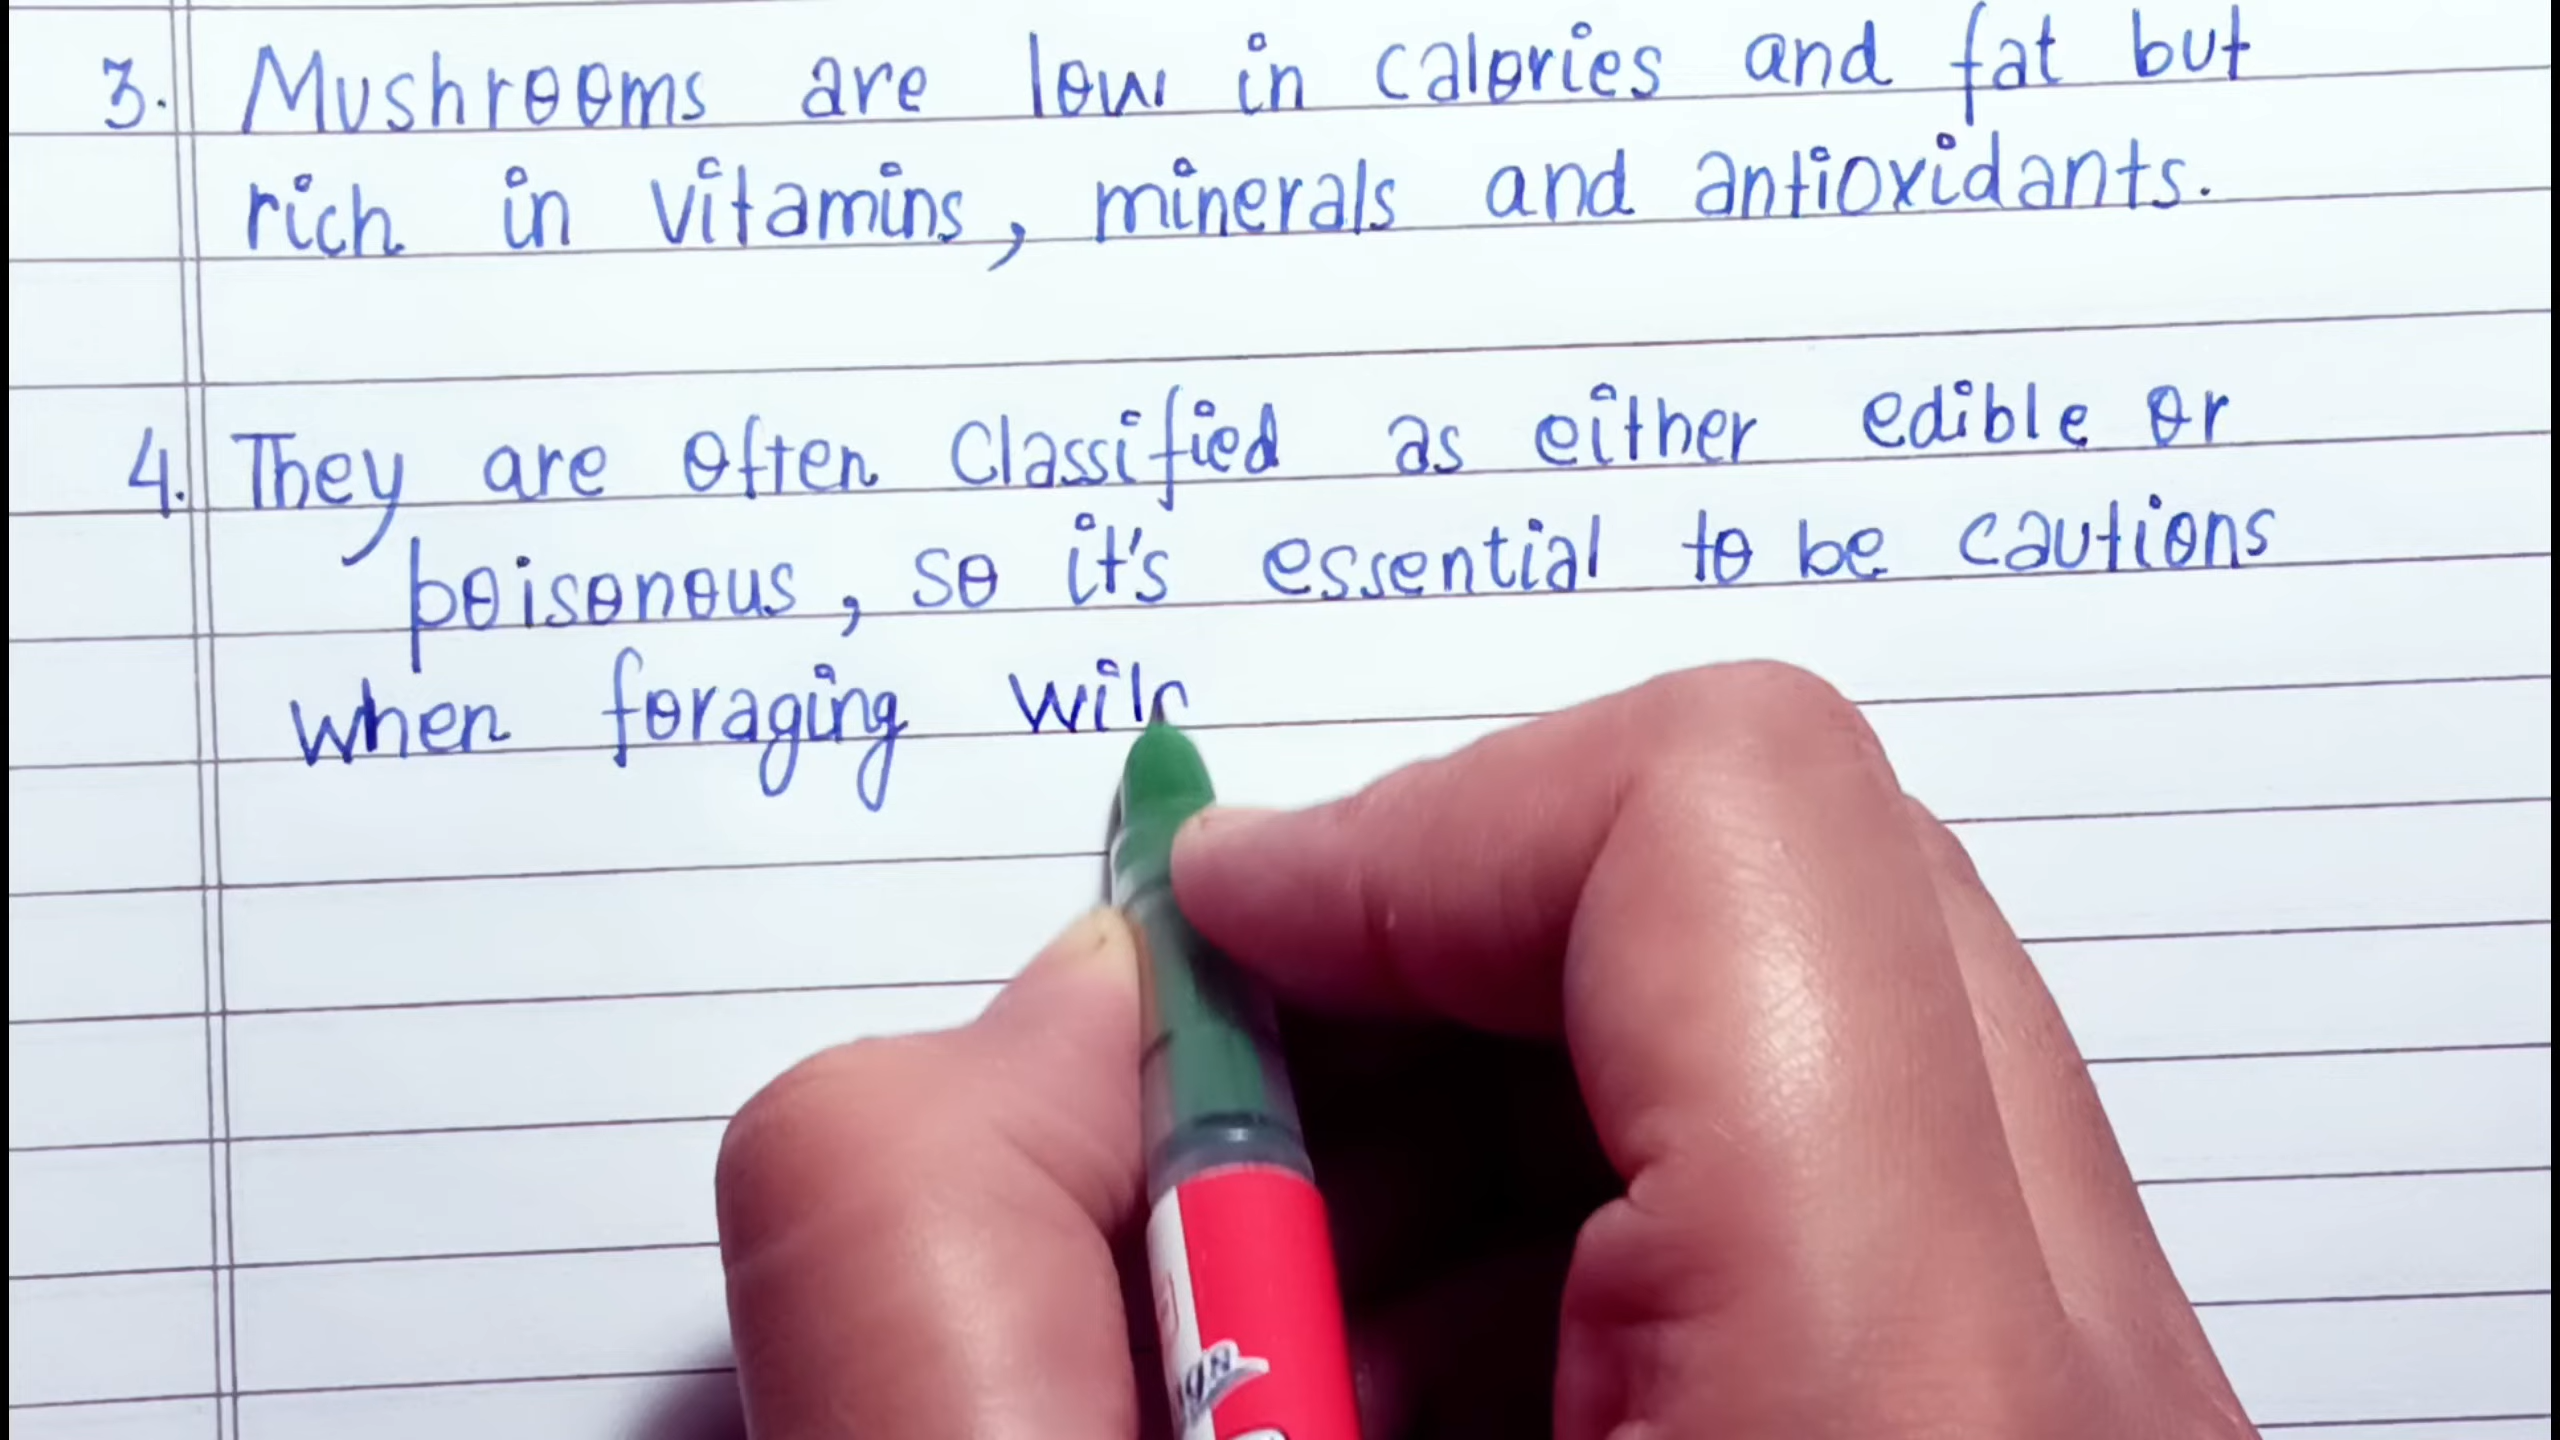 3. Mushrooms are low in calories and fat but
rich in vitamins, minerals and antioxidants.
4. They are often classified as either edible or
poisonous, so it's essential to be cautions
when foraging